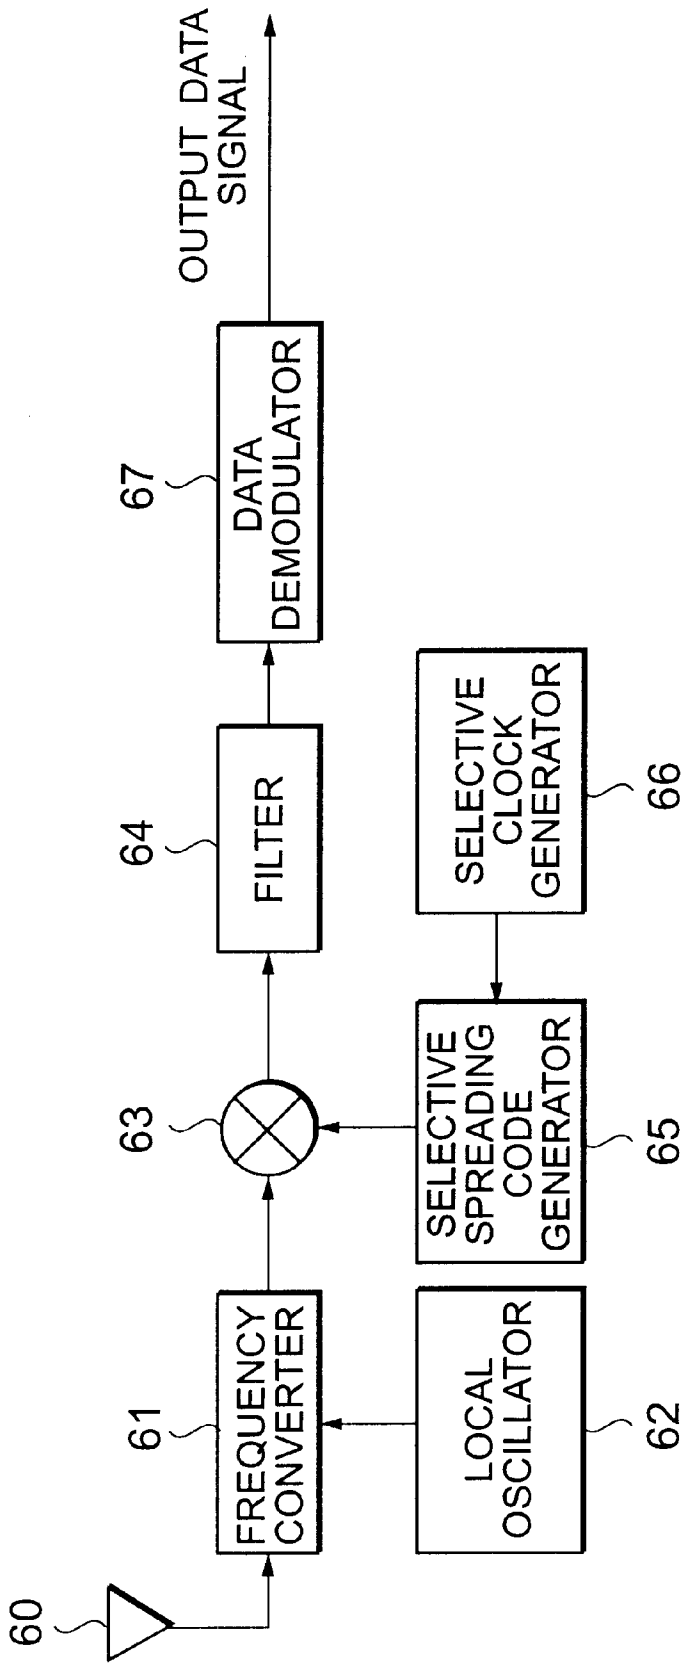 60
61
FREQUENCY
CONVERTER
62
LOCAL
OSCILLATOR
63
65
SELECTIVE
SPREADING
CODE
GENERATOR
64
FILTER
66
SELECTIVE
CLOCK
GENERATOR
67
DATA
DEMODULATOR
OUTPUT DATA
SIGNAL